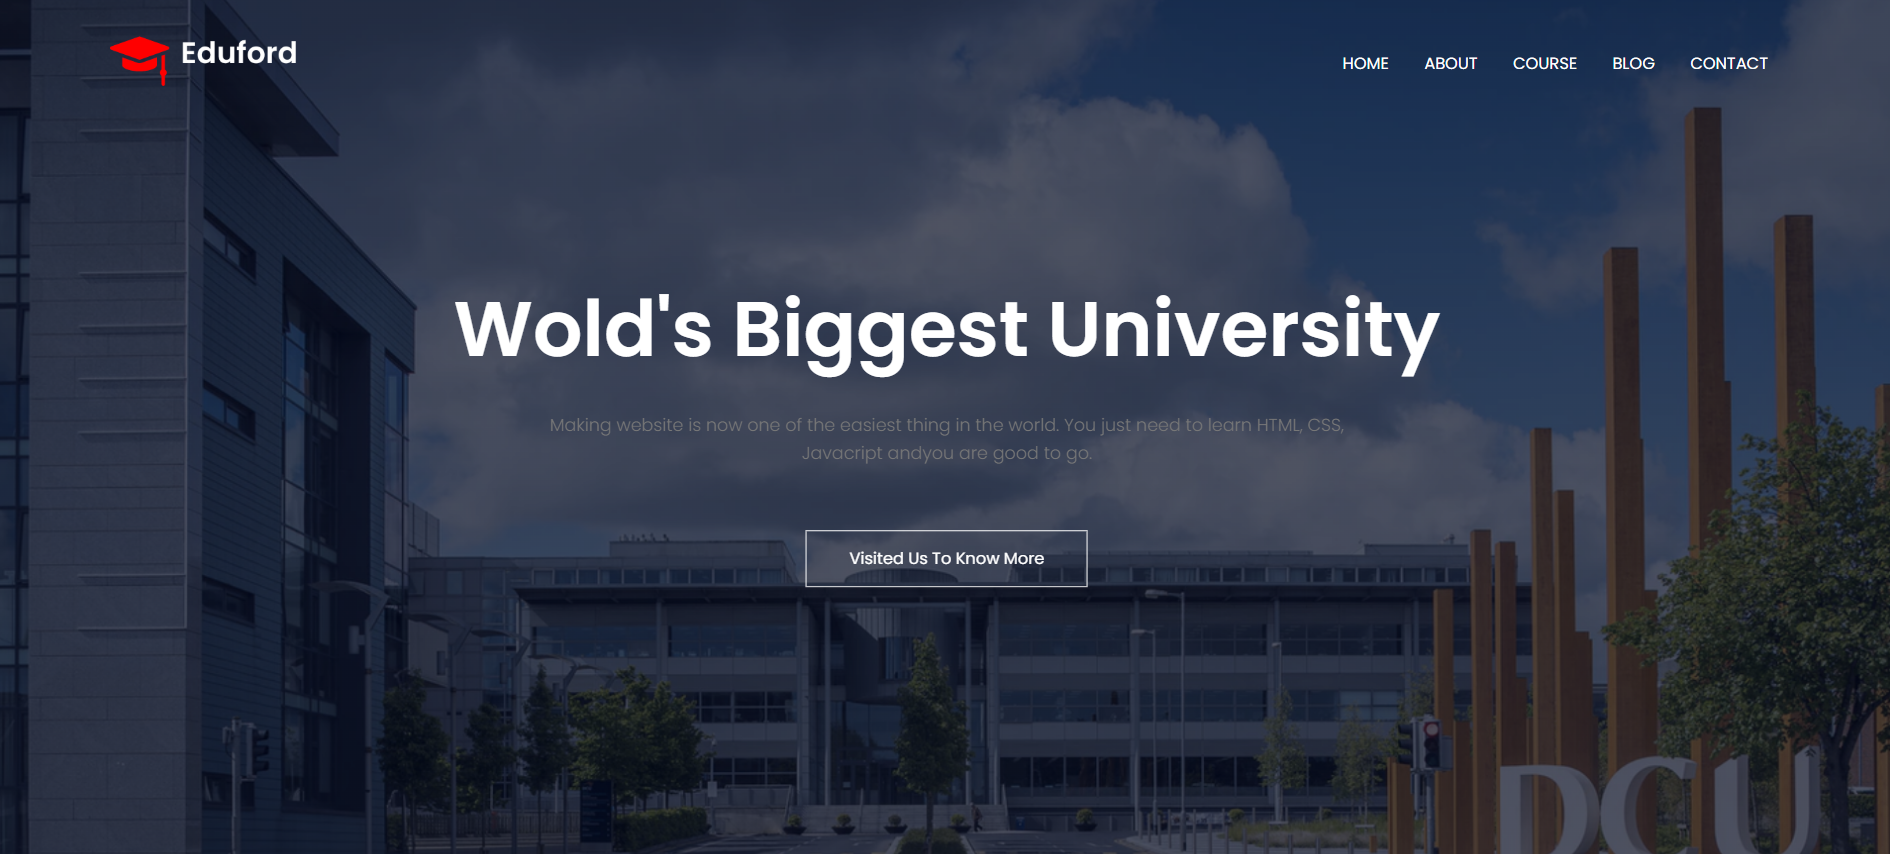 Eduford
HOME ABOUT COURSE BLOG CONTACT
Wold's Biggest University
Making website is now one of the easiest thing in the world. You just need to learn HTML, CSS,
Javacript andyou are good to go.
Visited Us To Know More
DCU